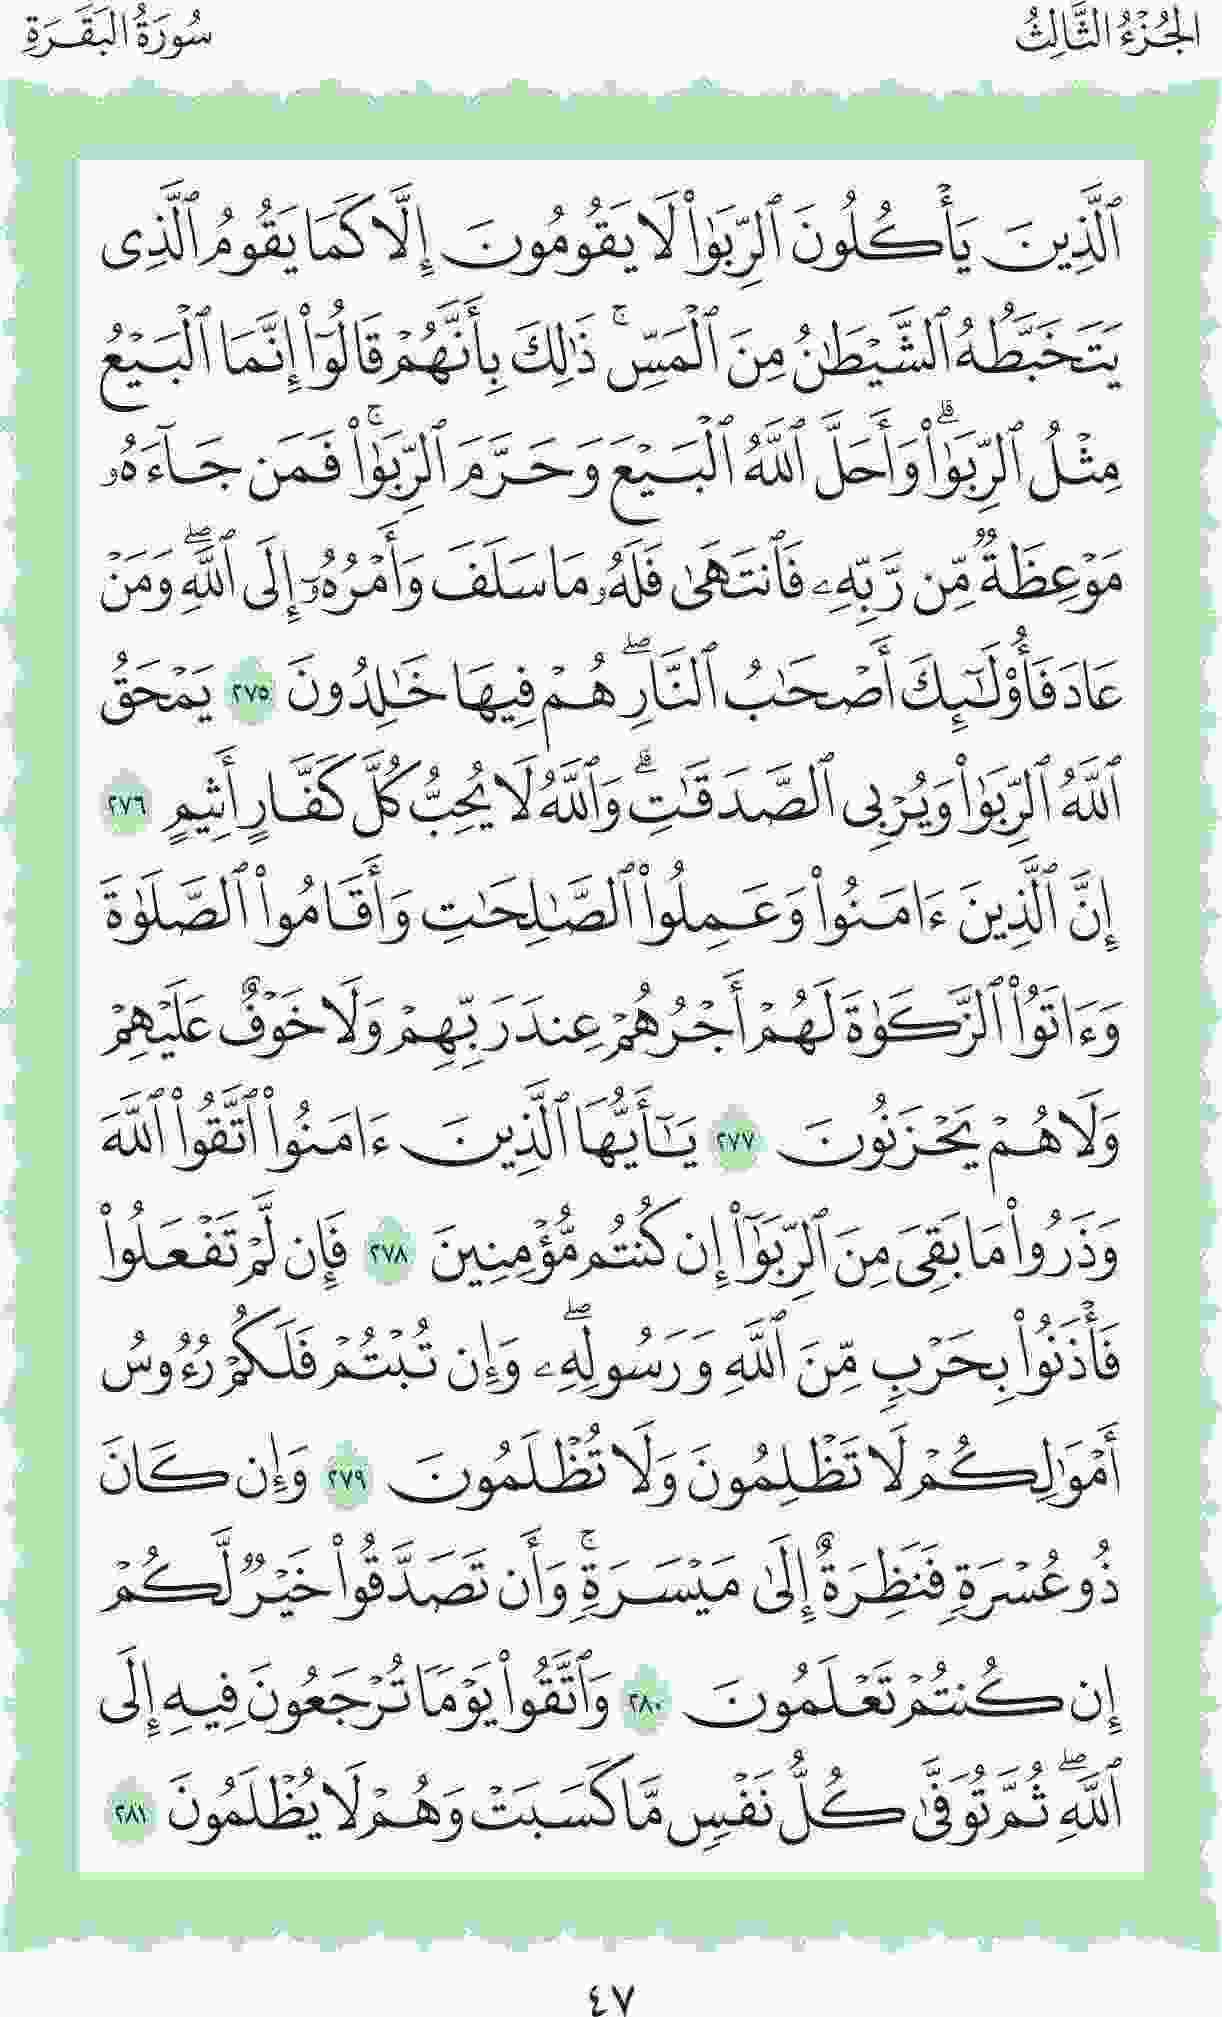 الجُزْءُ الثَّالِثُ
سُورَةُ البَقَرَةِ
ٱلَّذِينَ يَأْكُلُونَ ٱلرِّبَوٰاْ لَا يَقُومُونَ إِلَّا كَمَا يَقُومُ ٱلَّذِى
يَتَخَبَّطُهُ ٱلشَّيْطَٰنُ مِنَ ٱلْمَسِّۚ ذَٰلِكَ بِأَنَّهُمْ قَالُوٓاْ إِنَّمَا ٱلْبَيْعُ
مِثْلُ ٱلرِّبَوٰاْۗ وَأَحَلَّ ٱللَّهُ ٱلْبَيْعَ وَحَرَّمَ ٱلرِّبَوٰاْۚ فَمَن جَآءَهُۥ
مَوْعِظَةٌ مِّن رَّبِّهِۦ فَٱنتَهَىٰ فَلَهُۥ مَا سَلَفَ وَأَمْرُهُۥٓ إِلَى ٱللَّهِۖ وَمَنْ
عَادَ فَأُوْلَٰٓئِكَ أَصْحَٰبُ ٱلنَّارِۖ هُمْ فِيهَا خَٰلِدُونَ ٢٧٥ يَمْحَقُ
ٱللَّهُ ٱلرِّبَوٰاْ وَيُرْبِى ٱلصَّدَقَٰتِۗ وَٱللَّهُ لَا يُحِبُّ كُلَّ كَفَّارٍ أَثِيمٍ ٢٧٦
إِنَّ ٱلَّذِينَ ءَامَنُواْ وَعَمِلُواْ ٱلصَّٰلِحَٰتِ وَأَقَامُواْ ٱلصَّلَوٰةَ
وَءَاتَوُاْ ٱلزَّكَوٰةَ لَهُمْ أَجْرُهُمْ عِندَ رَبِّهِمْ وَلَا خَوْفٌ عَلَيْهِمْ
وَلَا هُمْ يَحْزَنُونَ ٢٧٧ يَٰٓأَيُّهَا ٱلَّذِينَ ءَامَنُواْ ٱتَّقُواْ ٱللَّهَ
وَذَرُواْ مَا بَقِىَ مِنَ ٱلرِّبَوٰٓاْ إِن كُنتُم مُّؤْمِنِينَ ٢٧٨ فَإِن لَّمْ تَفْعَلُواْ
فَأْذَنُواْ بِحَرْبٍ مِّنَ ٱللَّهِ وَرَسُولِهِۦۖ وَإِن تُبْتُمْ فَلَكُمْ رُءُوسُ
أَمْوَٰلِكُمْ لَا تَظْلِمُونَ وَلَا تُظْلَمُونَ ٢٧٩ وَإِن كَانَ
ذُو عُسْرَةٍ فَنَظِرَةٌ إِلَىٰ مَيْسَرَةٍۚ وَأَن تَصَدَّقُواْ خَيْرٌ لَّكُمْ
إِن كُنتُمْ تَعْلَمُونَ ٢٨٠ وَٱتَّقُواْ يَوْمًا تُرْجَعُونَ فِيهِ إِلَى
ٱللَّهِۖ ثُمَّ تُوَفَّىٰ كُلُّ نَفْسٍ مَّا كَسَبَتْ وَهُمْ لَا يُظْلَمُونَ ٢٨١
٤٧